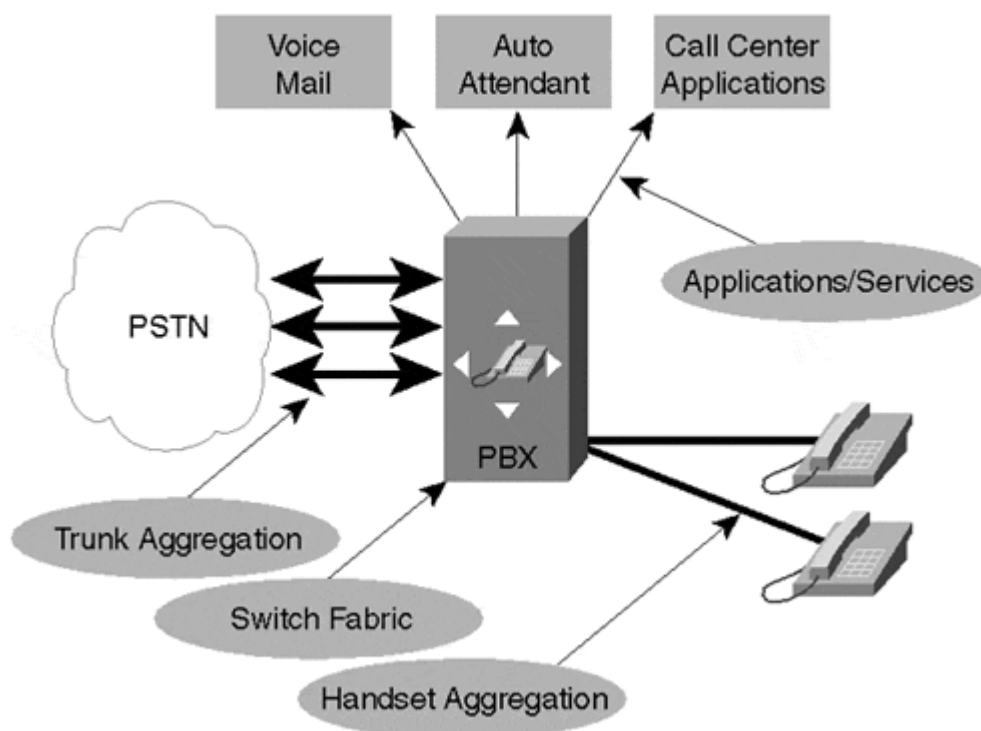 Voice
Mail
Auto
Attendant
Call Center
Applications
Applications/Services
PSTN
PBX
Trunk Aggregation
Switch Fabric
Handset Aggregation